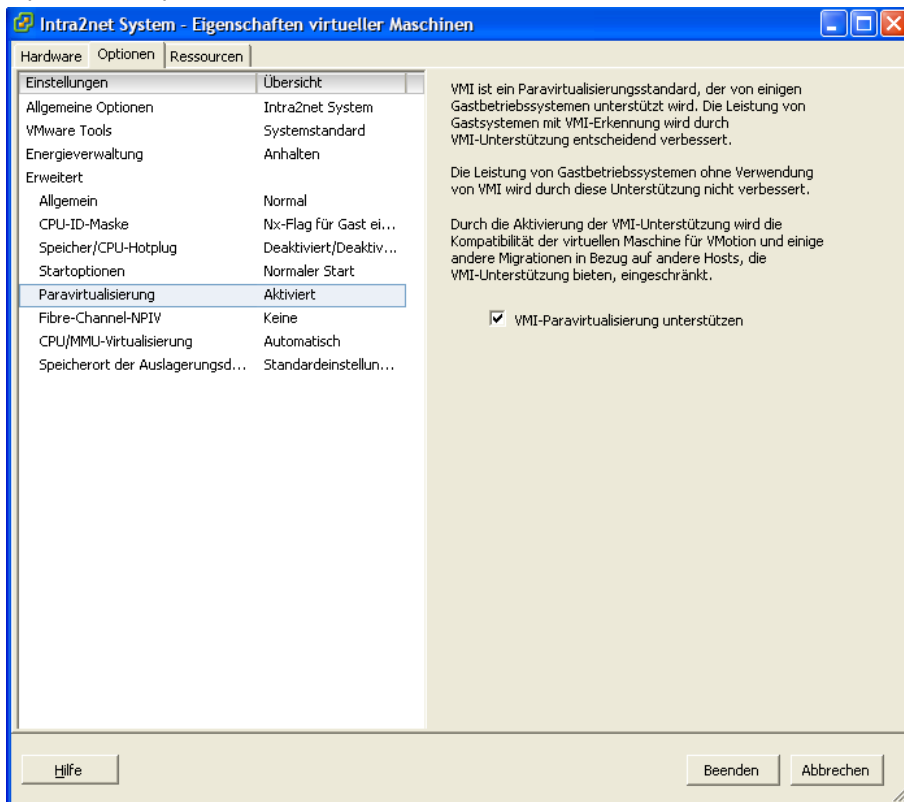 Intra2net System - Eigenschaften virtueller Maschinen
Hardware Optionen Ressourcen
Einstellungen Übersicht
Allgemeine Optionen Intra2net System
VMware Tools Systemstandard
Energieverwaltung Anhalten
Erweitert
Allgemein Normal
CPU-ID-Maske Nx-Flag für Gast ei...
Speicher/CPU-Hotplug Deaktiviert/Deaktiv...
Startoptionen Normaler Start
Paravirtualisierung Aktiviert
Fibre-Channel-NPIV Keine
CPU/MMU-Virtualisierung Automatisch
Speicherort der Auslagerungsd... Standardeinstellun...
VMI ist ein Paravirtualisierungsstandard, der von einigen
Gastbetriebssystemen unterstützt wird. Die Leistung von
Gastsystemen mit VMI-Erkennung wird durch
VMI-Unterstützung entscheidend verbessert.
Die Leistung von Gastbetriebssystemen ohne Verwendung
von VMI wird durch diese Unterstützung nicht verbessert.
Durch die Aktivierung der VMI-Unterstützung wird die
Kompatibilität der virtuellen Maschine für VMotion und einige
andere Migrationen in Bezug auf andere Hosts, die
VMI-Unterstützung bieten, eingeschränkt.
VMI-Paravirtualisierung unterstützen
Hilfe Beenden Abbrechen